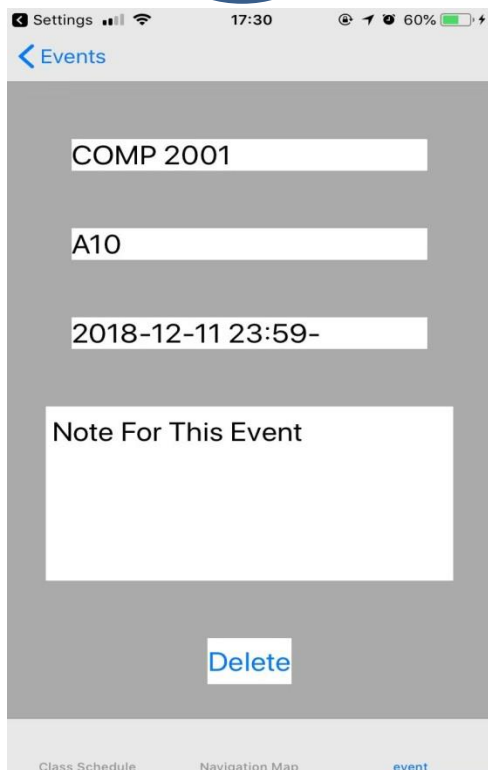 Settings 17:30 60%
Events
COMP 2001
A10
2018-12-11 23:59-
Note For This Event
Delete
Class Schedule Navigation Map event